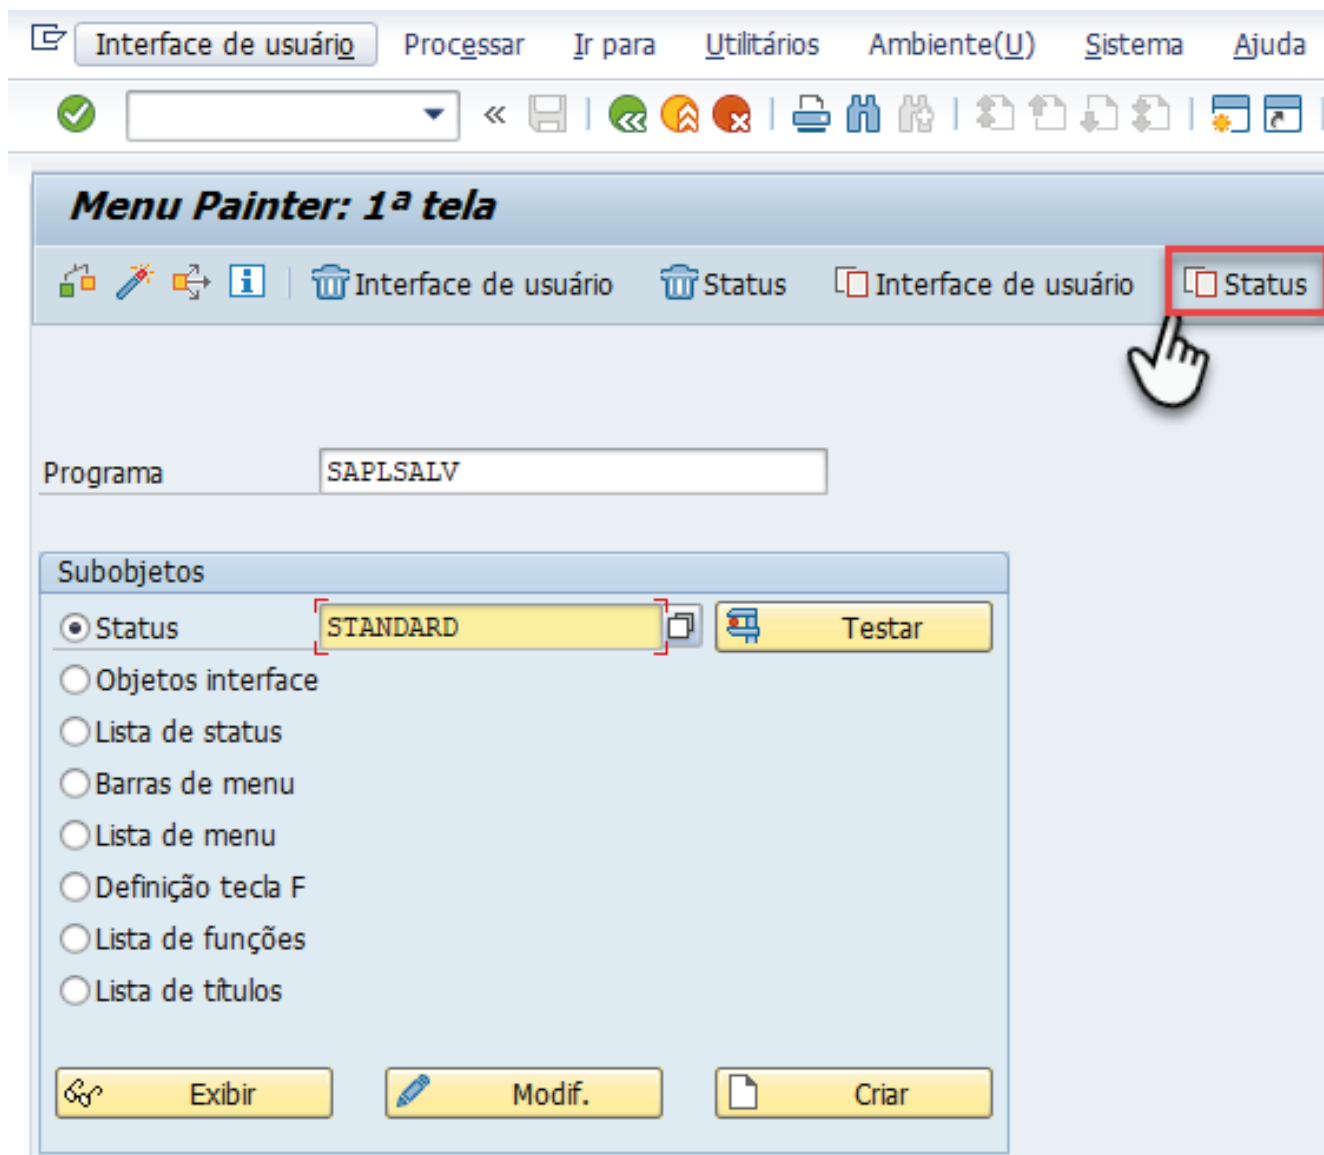 Interface de usuário Processar Ir para Utilitários Ambiente(U) Sistema Ajuda
Menu Painter: 1ª tela
Interface de usuário Status Interface de usuário Status
Programa SAPLSALV
Subobjetos
Status STANDARD Testar
Objetos interface
Lista de status
Barras de menu
Lista de menu
Definição tecla F
Lista de funções
Lista de títulos
Exibir Modif. Criar